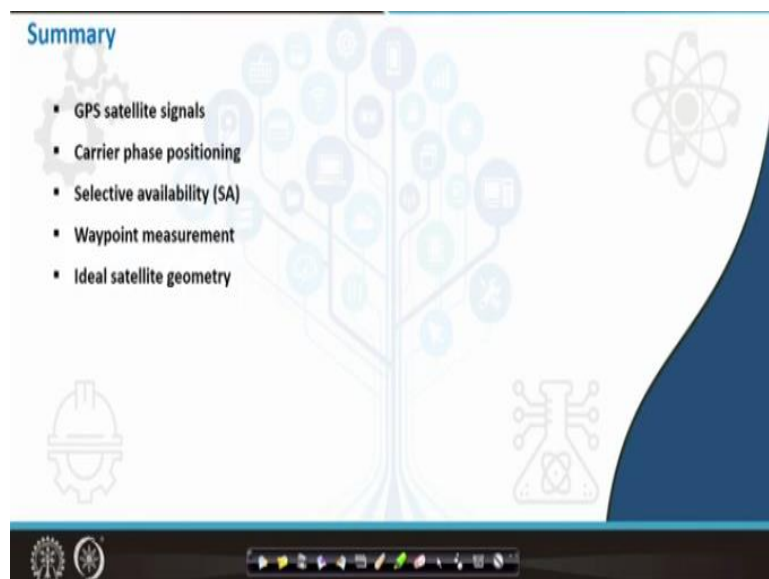 Summary
▪ GPS satellite signals
▪ Carrier phase positioning
▪ Selective availability (SA)
▪ Waypoint measurement
▪ Ideal satellite geometry